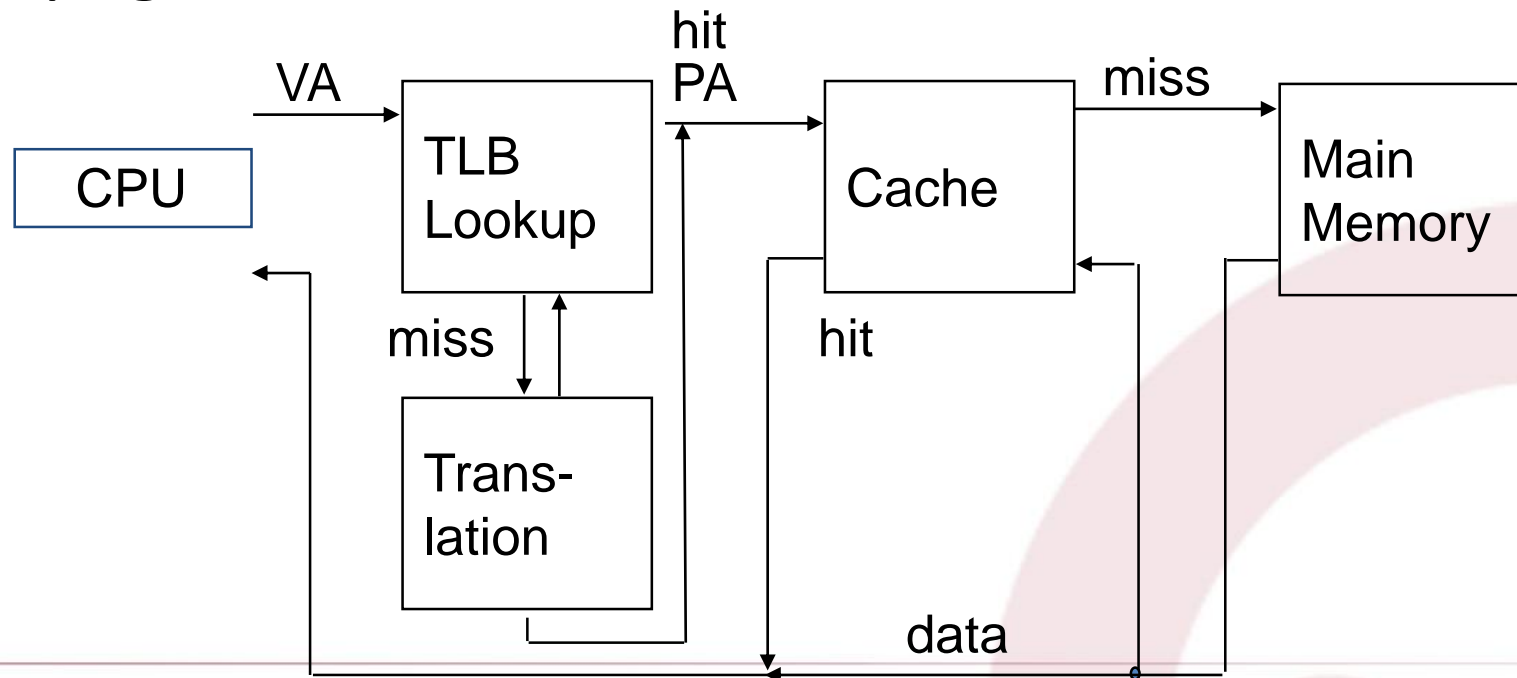 hit
VA
PA
miss
CPU
TLB
Lookup
Cache
Main
Memory
miss
hit
Trans-
lation
data